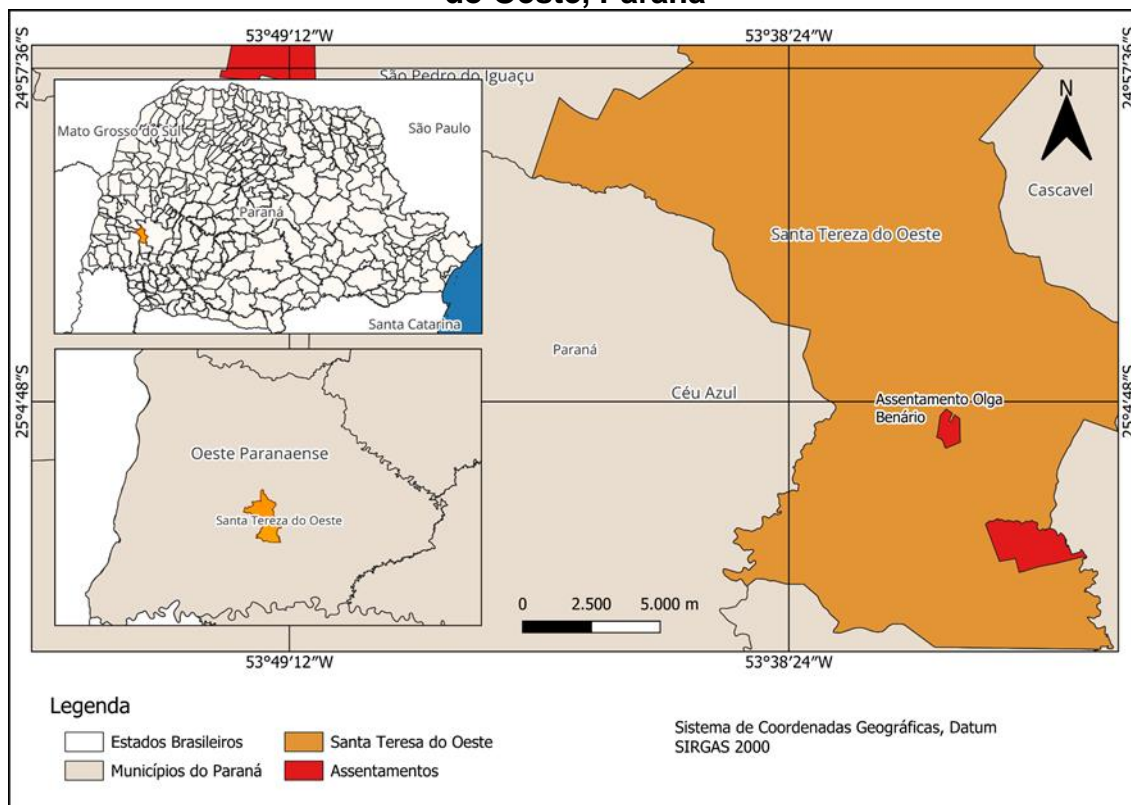 do Oeste, Paraná
53°49′12″W
53°38′24″W
24°57′36″S
24°57′36″S
São Pedro do Iguaçu
N
Mato Grosso do Sul
São Paulo
Paraná
Santa Catarina
Cascavel
Santa Tereza do Oeste
Paraná
Céu Azul
25°4′48″S
25°4′48″S
Assentamento Olga
Benário
Oeste Paranaense
Santa Tereza do Oeste
0
2.500
5.000 m
53°49′12″W
53°38′24″W
Legenda
Estados Brasileiros
Santa Teresa do Oeste
Municípios do Paraná
Assentamentos
Sistema de Coordenadas Geográficas, Datum
SIRGAS 2000